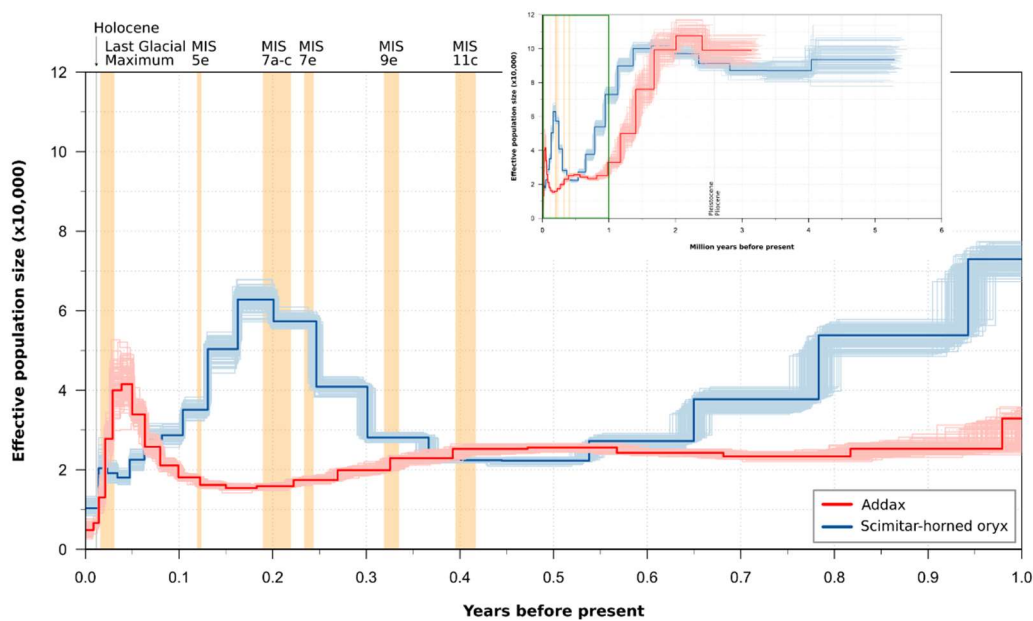 Holocene
Last Glacial MIS MIS MIS MIS MIS
Maximum 5e 7a-c 7e 9e 11c
12
10
8
6
4
2
0
Effective population size (x10,000)
0.0 0.1 0.2 0.3 0.4 0.5 0.6 0.7 0.8 0.9 1.0
Years before present
Addax
Scimitar-horned oryx
12
10
8
6
4
2
0
Effective population size (x10,000)
Pleistocene
Pliocene
0 1 2 3 4 5 6
Million years before present